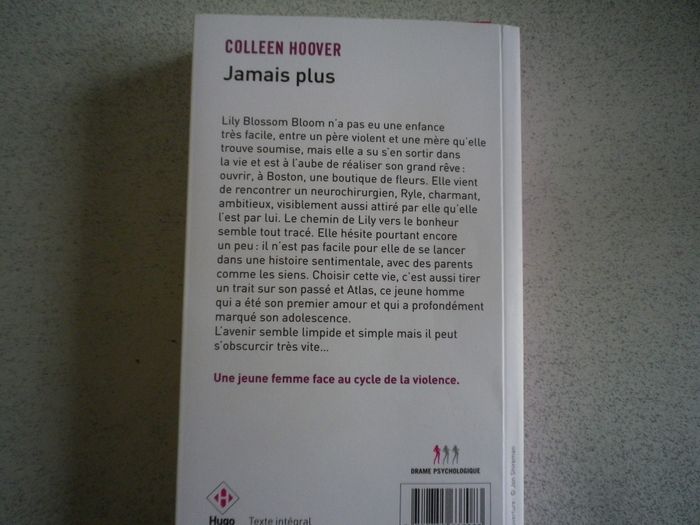 COLLEEN HOOVER
Jamais plus
Lily Blossom Bloom n'a pas eu une enfance
très facile, entre un père violent et une mère qu'elle
trouve soumise, mais elle a su s'en sortir dans
la vie et est à l'aube de réaliser son grand rêve :
ouvrir, à Boston, une boutique de fleurs. Elle vient
de rencontrer un neurochirurgien, Ryle, charmant,
ambitieux, visiblement aussi attiré par elle qu'elle
l'est par lui. Le chemin de Lily vers le bonheur
semble tout tracé. Elle hésite pourtant encore
un peu : il n'est pas facile pour elle de se lancer
dans une histoire sentimentale, avec des parents
comme les siens. Choisir cette vie, c'est aussi tirer
un trait sur son passé et Atlas, ce jeune homme
qui a été son premier amour et qui a profondément
marqué son adolescence.
L'avenir semble limpide et simple mais il peut
s'obscurcir très vite...
Une jeune femme face au cycle de la violence.
DRAME PSYCHOLOGIQUE
Hugo
Texte intégral
erture : © Jon Shireman